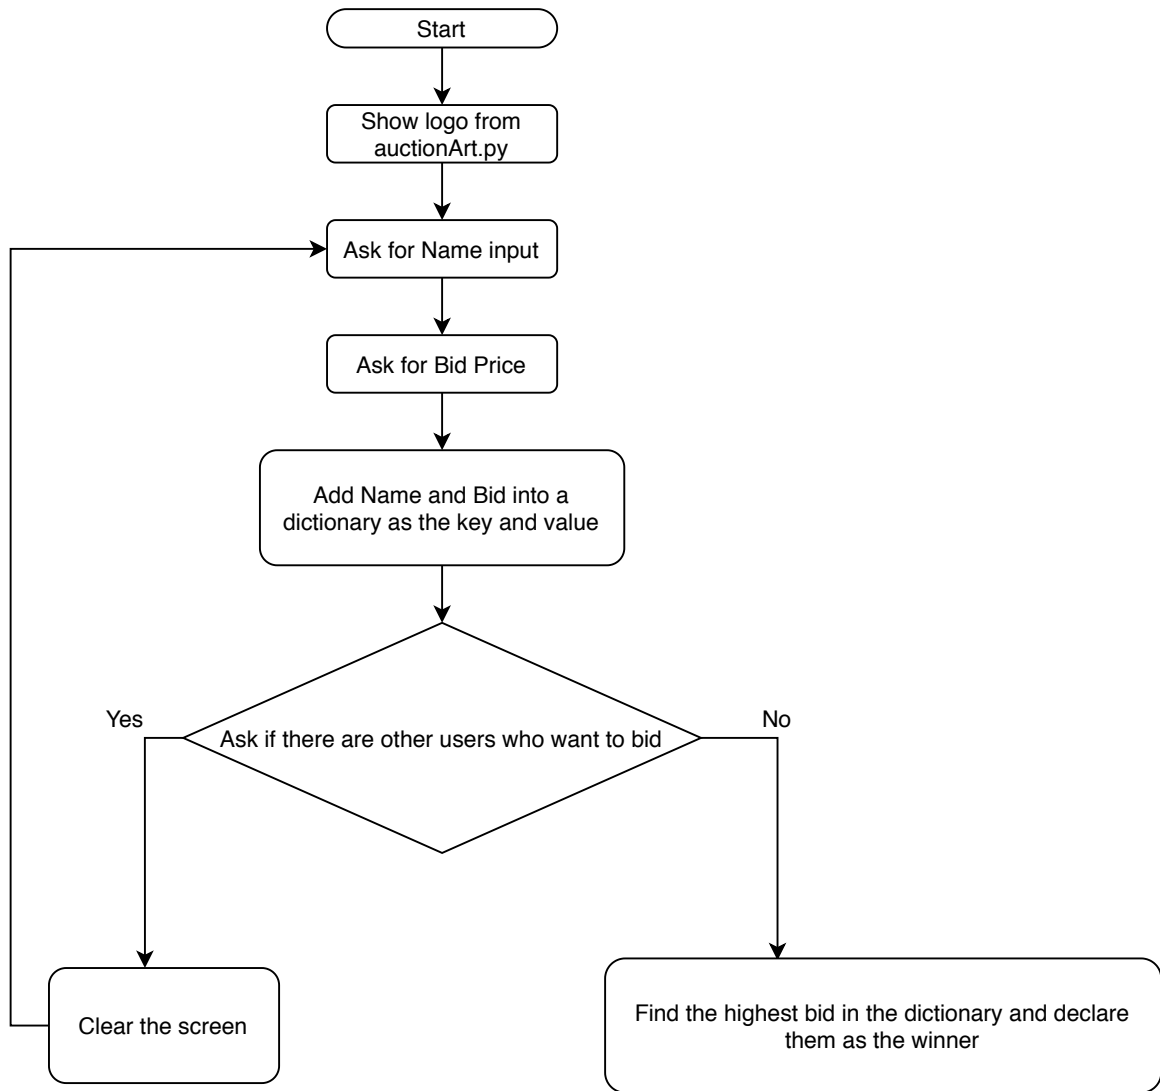 Start
Show logo from
auctionArt.py
Ask for Name input
Ask for Bid Price
Add Name and Bid into a
dictionary as the key and value
Yes
No
Ask if there are other users who want to bid
Clear the screen
Find the highest bid in the dictionary and declare
them as the winner